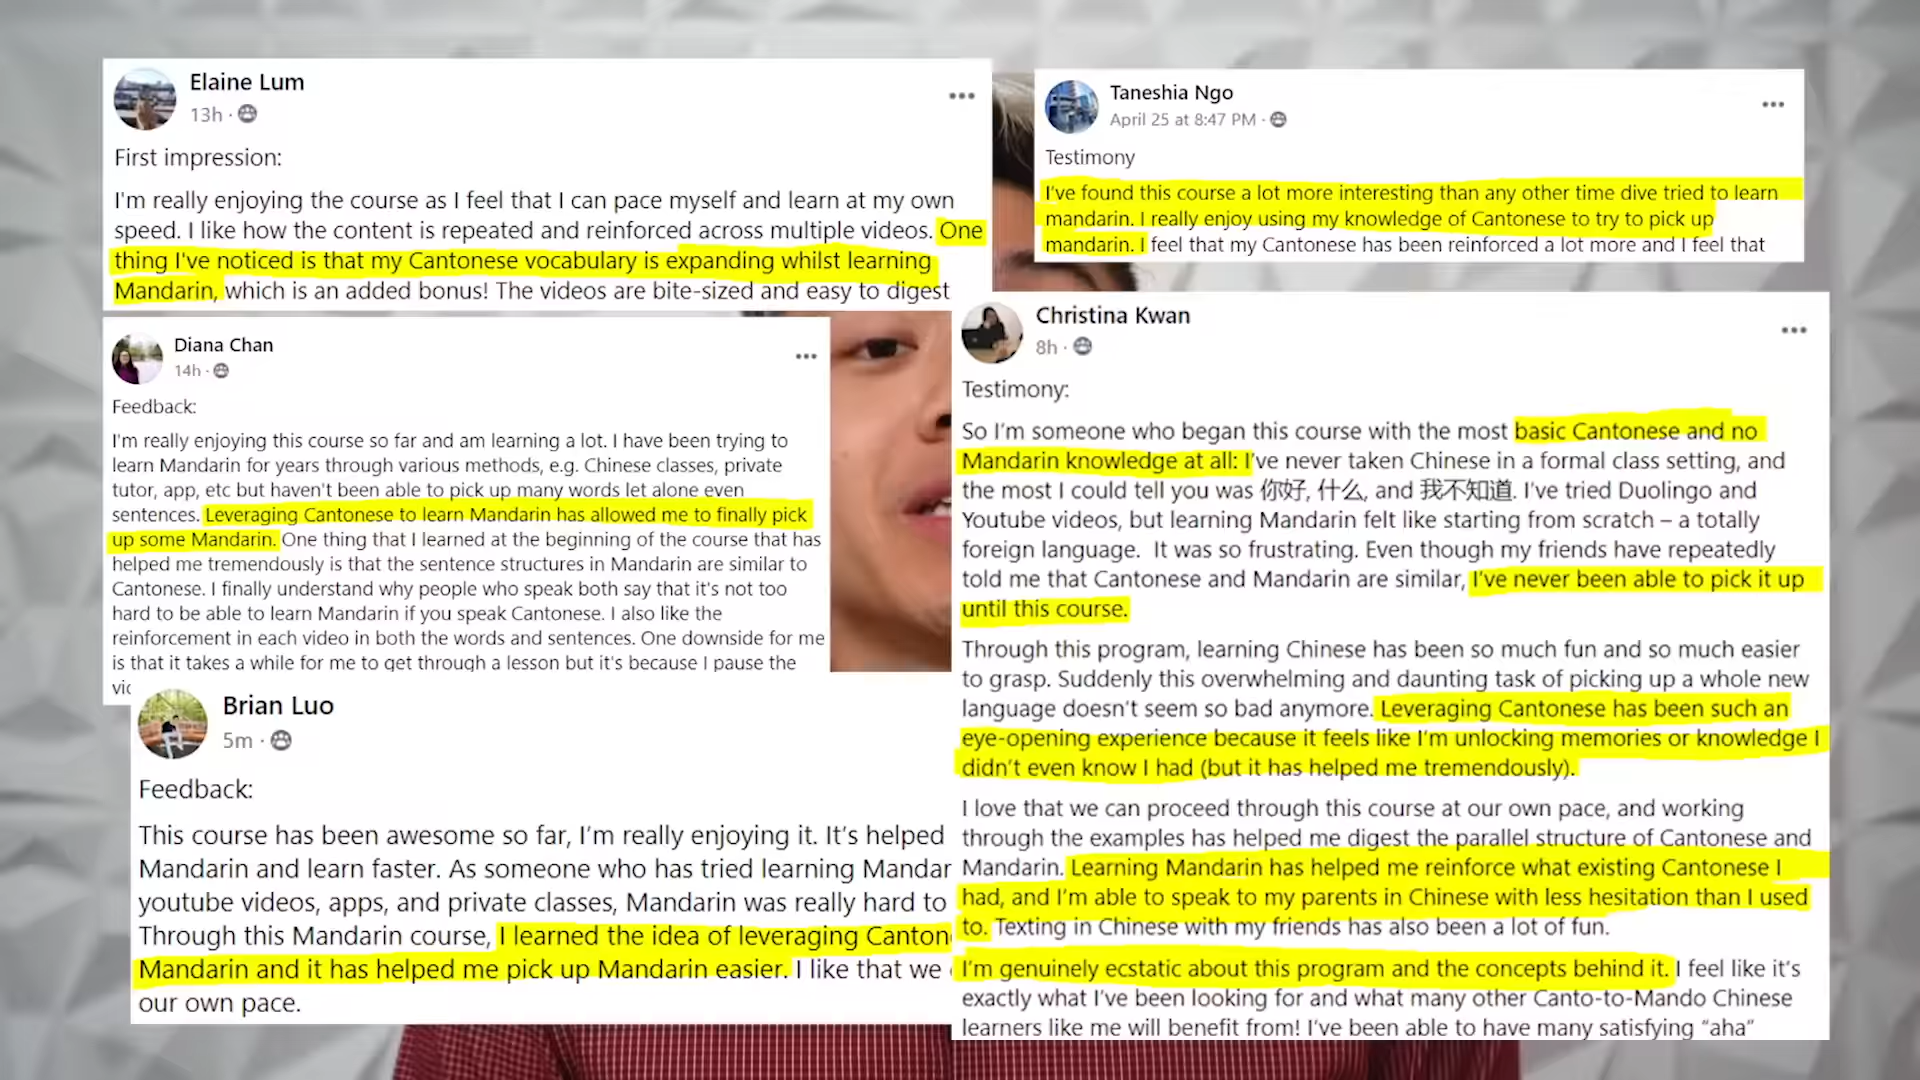 Elaine Lum
13h ·
First impression:
I'm really enjoying the course as I feel that I can pace myself and learn at my own
speed. I like how the content is repeated and reinforced across multiple videos. One
thing I've noticed is that my Cantonese vocabulary is expanding whilst learning
Mandarin, which is an added bonus! The videos are bite-sized and easy to digest
Diana Chan
14h ·
Feedback:
I'm really enjoying this course so far and am learning a lot. I have been trying to
learn Mandarin for years through various methods, e.g. Chinese classes, private
tutor, app, etc but haven't been able to pick up many words let alone even
sentences. Leveraging Cantonese to learn Mandarin has allowed me to finally pick
up some Mandarin. One thing that I learned at the beginning of the course that has
helped me tremendously is that the sentence structures in Mandarin are similar to
Cantonese. I finally understand why people who speak both say that it's not too
hard to be able to learn Mandarin if you speak Cantonese. I also like the
reinforcement in each video in both the words and sentences. One downside for me
is that it takes a while for me to get through a lesson but it's because I pause the
Brian Luo
5m ·
Feedback:
This course has been awesome so far, I'm really enjoying it. It's helped
Mandarin and learn faster. As someone who has tried learning Mandar
youtube videos, apps, and private classes, Mandarin was really hard to
Through this Mandarin course, I learned the idea of leveraging Canton
Mandarin and it has helped me pick up Mandarin easier. I like that we
our own pace.
Taneshia Ngo
April 25 at 8:47 PM ·
Testimony
I've found this course a lot more interesting than any other time dive tried to learn
mandarin. I really enjoy using my knowledge of Cantonese to try to pick up
mandarin. I feel that my Cantonese has been reinforced a lot more and I feel that
Christina Kwan
8h ·
Testimony:
So I'm someone who began this course with the most basic Cantonese and no
Mandarin knowledge at all: I've never taken Chinese in a formal class setting, and
the most I could tell you was 你好, 什么, and 我不知道. I've tried Duolingo and
Youtube videos, but learning Mandarin felt like starting from scratch – a totally
foreign language. It was so frustrating. Even though my friends have repeatedly
told me that Cantonese and Mandarin are similar, I've never been able to pick it up
until this course.
Through this program, learning Chinese has been so much fun and so much easier
to grasp. Suddenly this overwhelming and daunting task of picking up a whole new
language doesn't seem so bad anymore. Leveraging Cantonese has been such an
eye-opening experience because it feels like I'm unlocking memories or knowledge I
didn't even know I had (but it has helped me tremendously).
I love that we can proceed through this course at our own pace, and working
through the examples has helped me digest the parallel structure of Cantonese and
Mandarin. Learning Mandarin has helped me reinforce what existing Cantonese I
had, and I'm able to speak to my parents in Chinese with less hesitation than I used
to. Texting in Chinese with my friends has also been a lot of fun.
I'm genuinely ecstatic about this program and the concepts behind it. I feel like it's
exactly what I've been looking for and what many other Canto-to-Mando Chinese
learners like me will benefit from! I've been able to have many satisfying "aha"